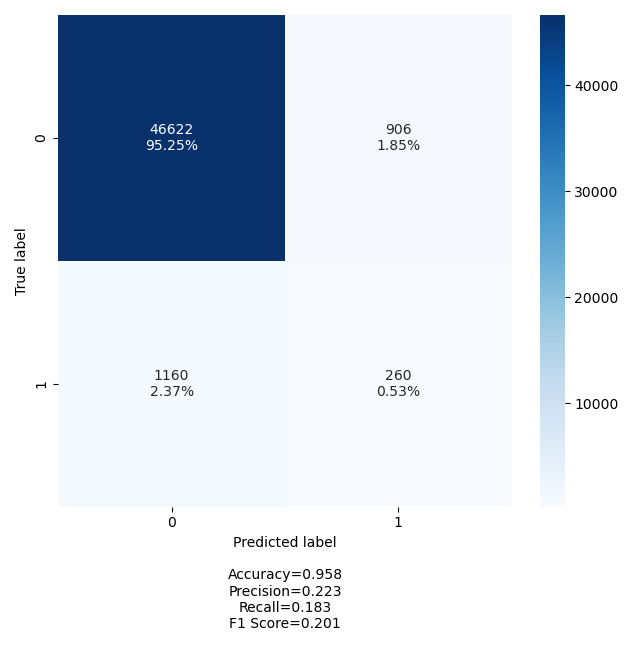 46622
95.25%
906
1.85%
1160
2.37%
260
0.53%
0
1
True label
0
1
Predicted label
40000
30000
20000
10000
Accuracy=0.958
Precision=0.223
Recall=0.183
F1 Score=0.201